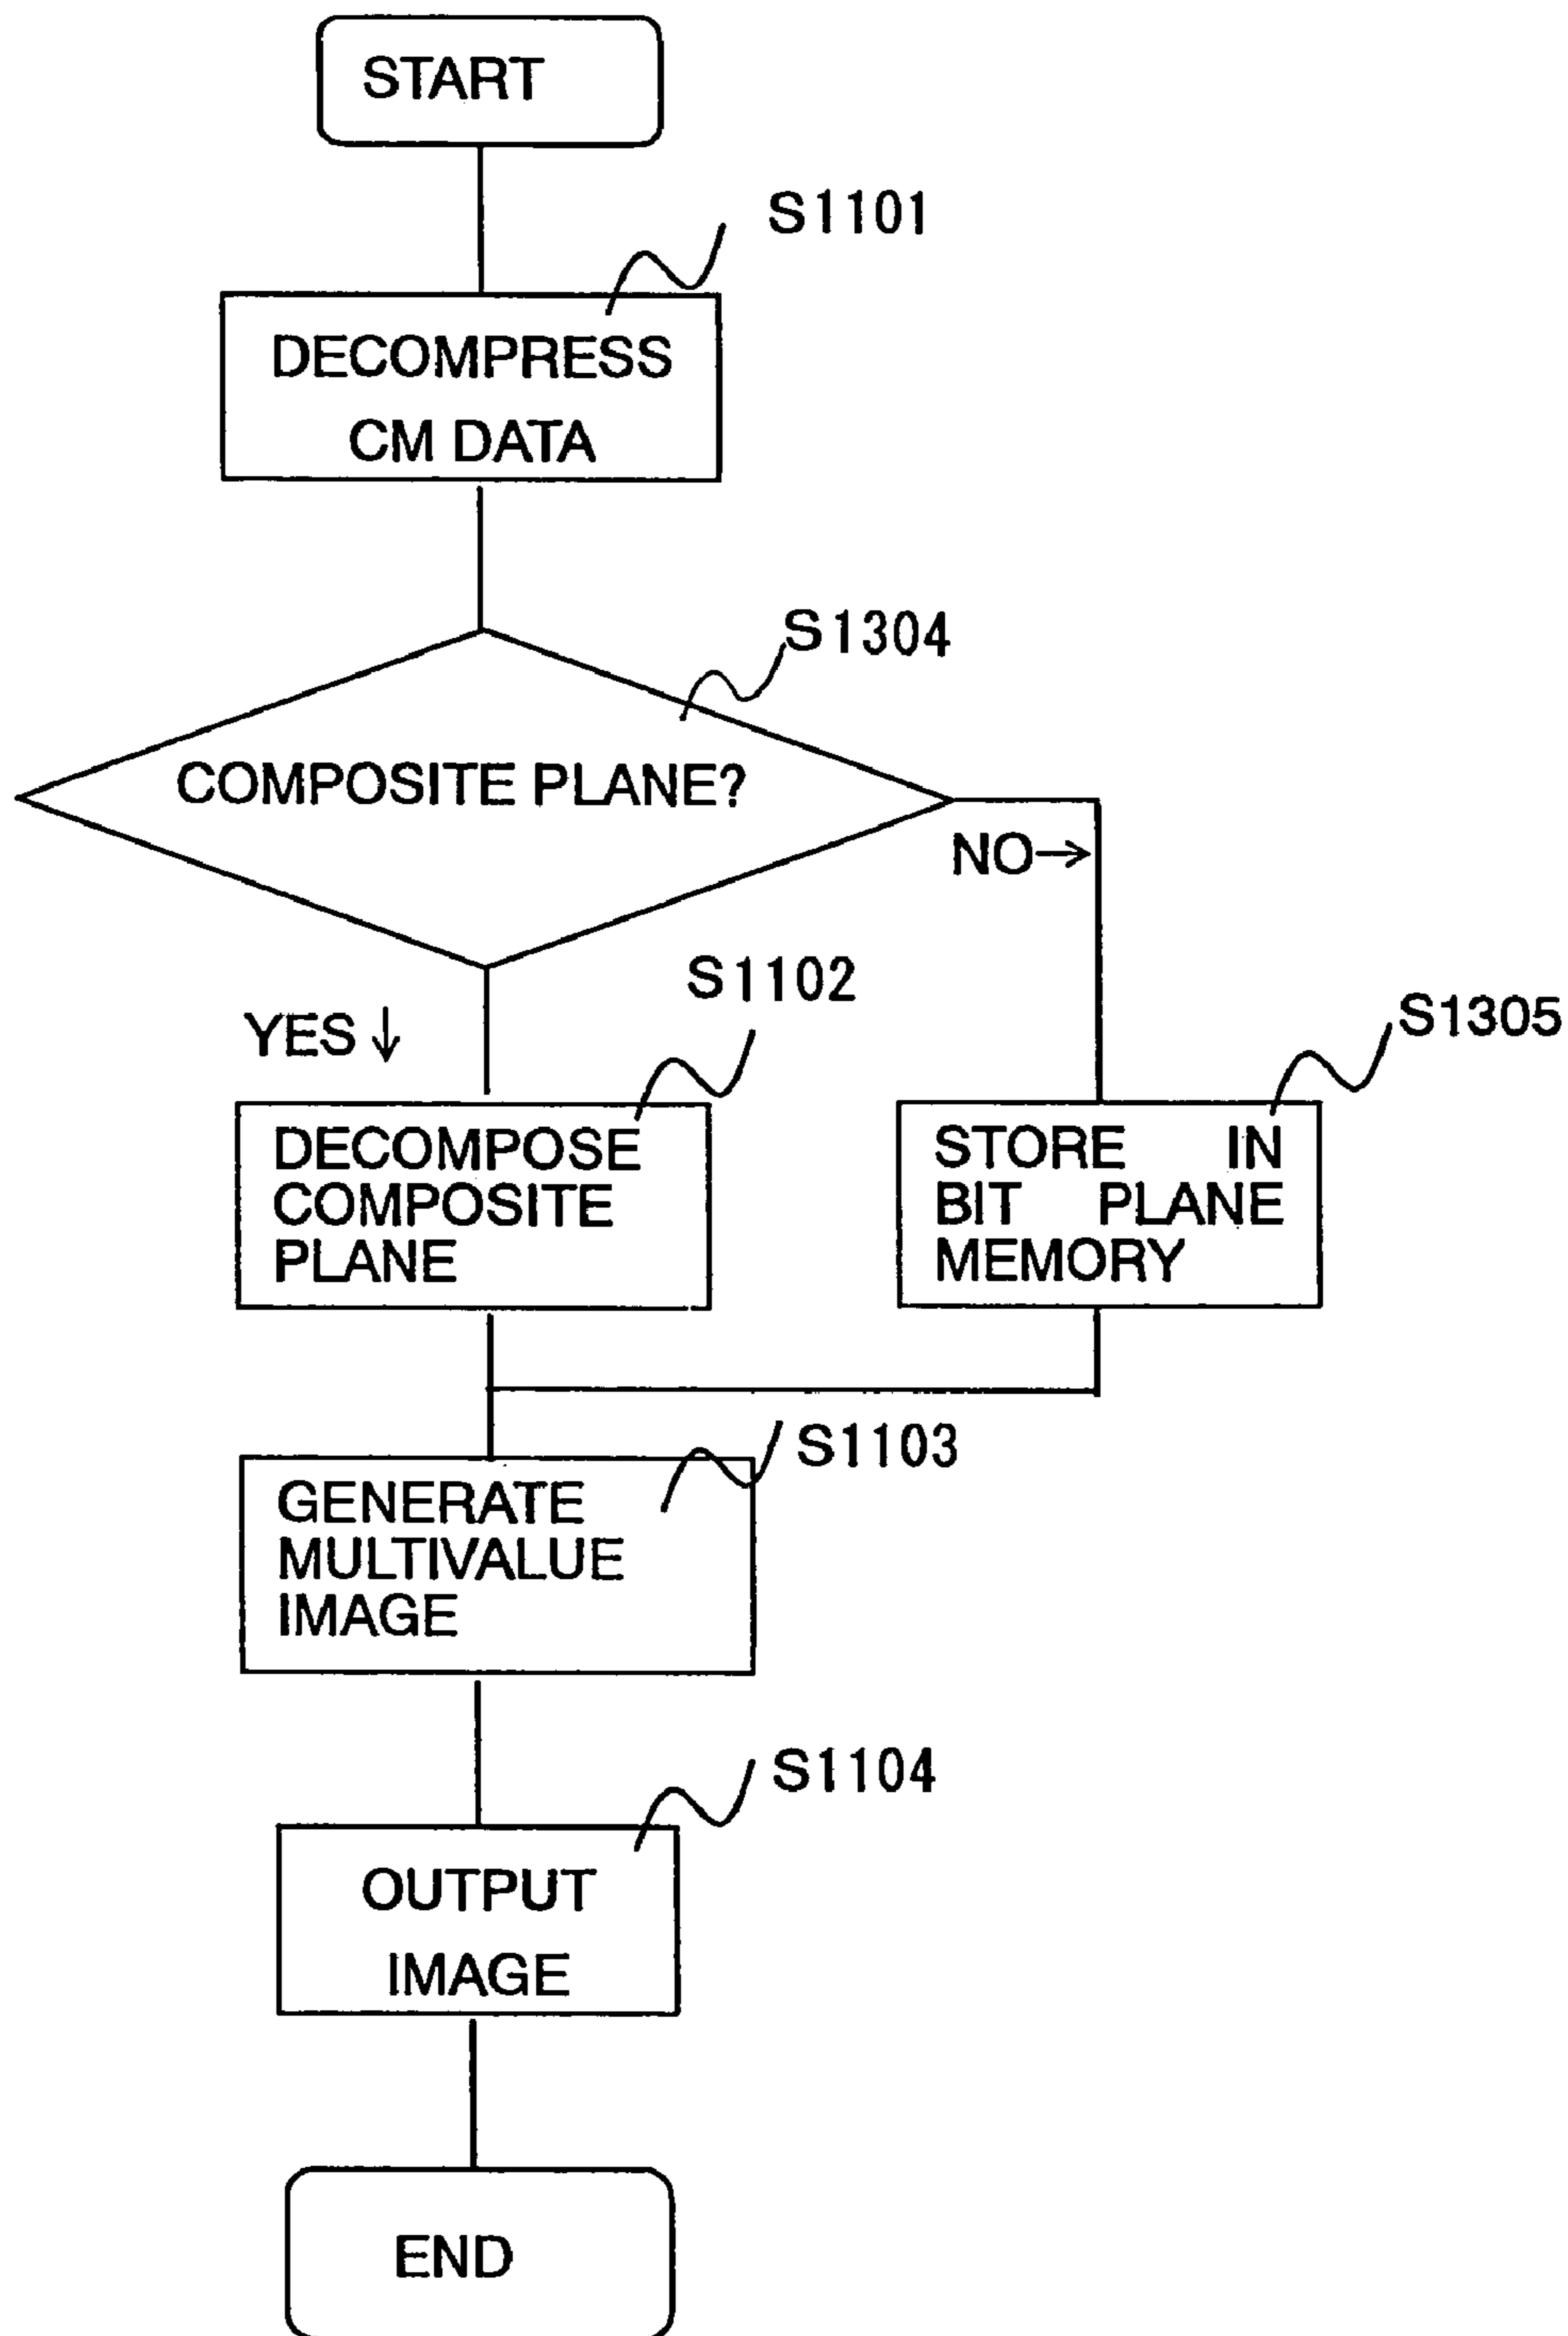 START
S1101
DECOMPRESS
CM DATA
S1304
COMPOSITE PLANE?
NO→
YES ↓
S1102
S1305
DECOMPOSE
COMPOSITE
PLANE
STORE IN
BIT PLANE
MEMORY
S1103
GENERATE
MULTIVALUE
IMAGE
S1104
OUTPUT
IMAGE
END